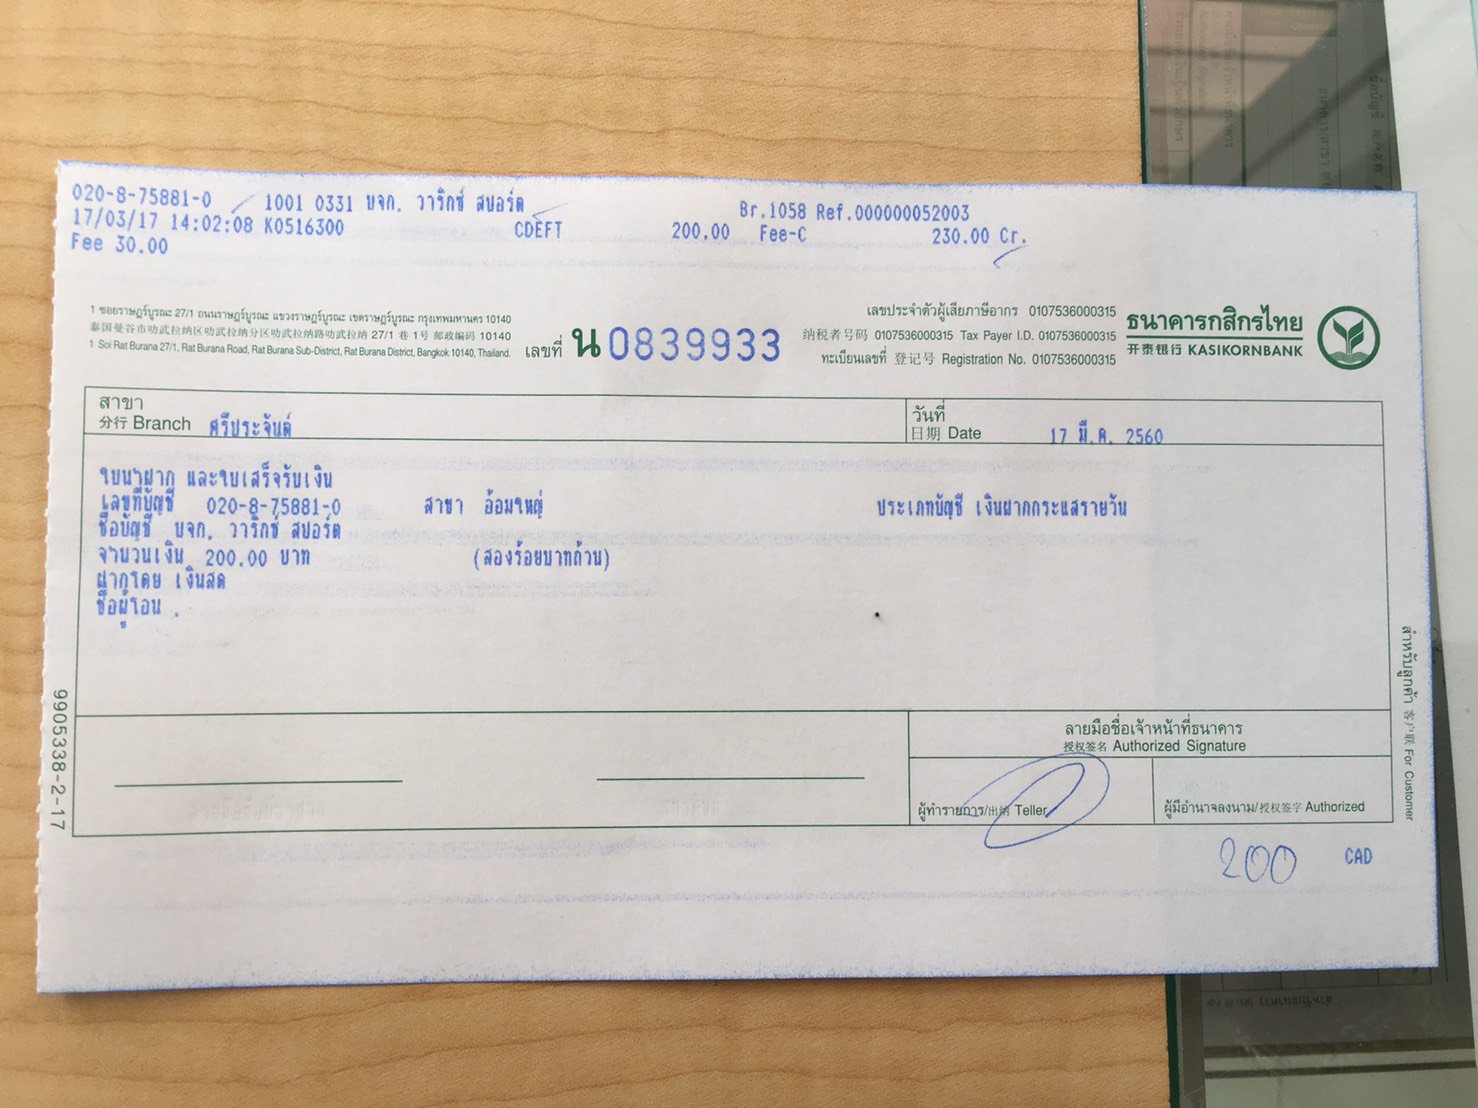 020-8-75881-0 1001 0331 บจก. วาริกซ์ สปอร์ต Br.1058 Ref.000000052003
17/03/17 14:02:08 K0516300 CDEFT 200.00 Fee-C 230.00 Cr.
Fee 30.00
1 ซอยราษฎร์บูรณะ 27/1 ถนนราษฎร์บูรณะ แขวงราษฎร์บูรณะ เขตราษฎร์บูรณะ กรุงเทพมหานคร 10140
泰国曼谷市叻武拉纳区叻武拉纳分区叻武拉纳路叻武拉纳 27/1 巷 1号 邮政编码 10140
1 Soi Rat Burana 27/1, Rat Burana Road, Rat Burana Sub-District, Rat Burana District, Bangkok 10140, Thailand.
เลขที่ น 0839933
เลขประจำตัวผู้เสียภาษีอากร 0107536000315
纳税者号码 0107536000315 Tax Payer I.D. 0107536000315
ทะเบียนเลขที่ 登记号 Registration No. 0107536000315
ธนาคารกสิกรไทย
开泰银行 KASIKORNBANK
สาขา
分行 Branch ศรีประจันต์
วันที่
日期 Date 17 มี.ค. 2560
ใบนำฝาก และใบเสร็จรับเงิน
เลขที่บัญชี 020-8-75881-0 สาขา อ้อมใหญ่ ประเภทบัญชี เงินฝากกระแสรายวัน
ชื่อบัญชี บจก. วาริกซ์ สปอร์ต
จำนวนเงิน 200.00 บาท (สองร้อยบาทถ้วน)
ฝากโดย เงินสด
ชื่อผู้โอน .
ลายมือชื่อเจ้าหน้าที่ธนาคาร
授权签名 Authorized Signature
ผู้ทำรายการ/出纳 Teller
ผู้มีอำนาจลงนาม/授权签字 Authorized
200 CAD
9905338-2-17
สำหรับลูกค้า 客户联 For Customer